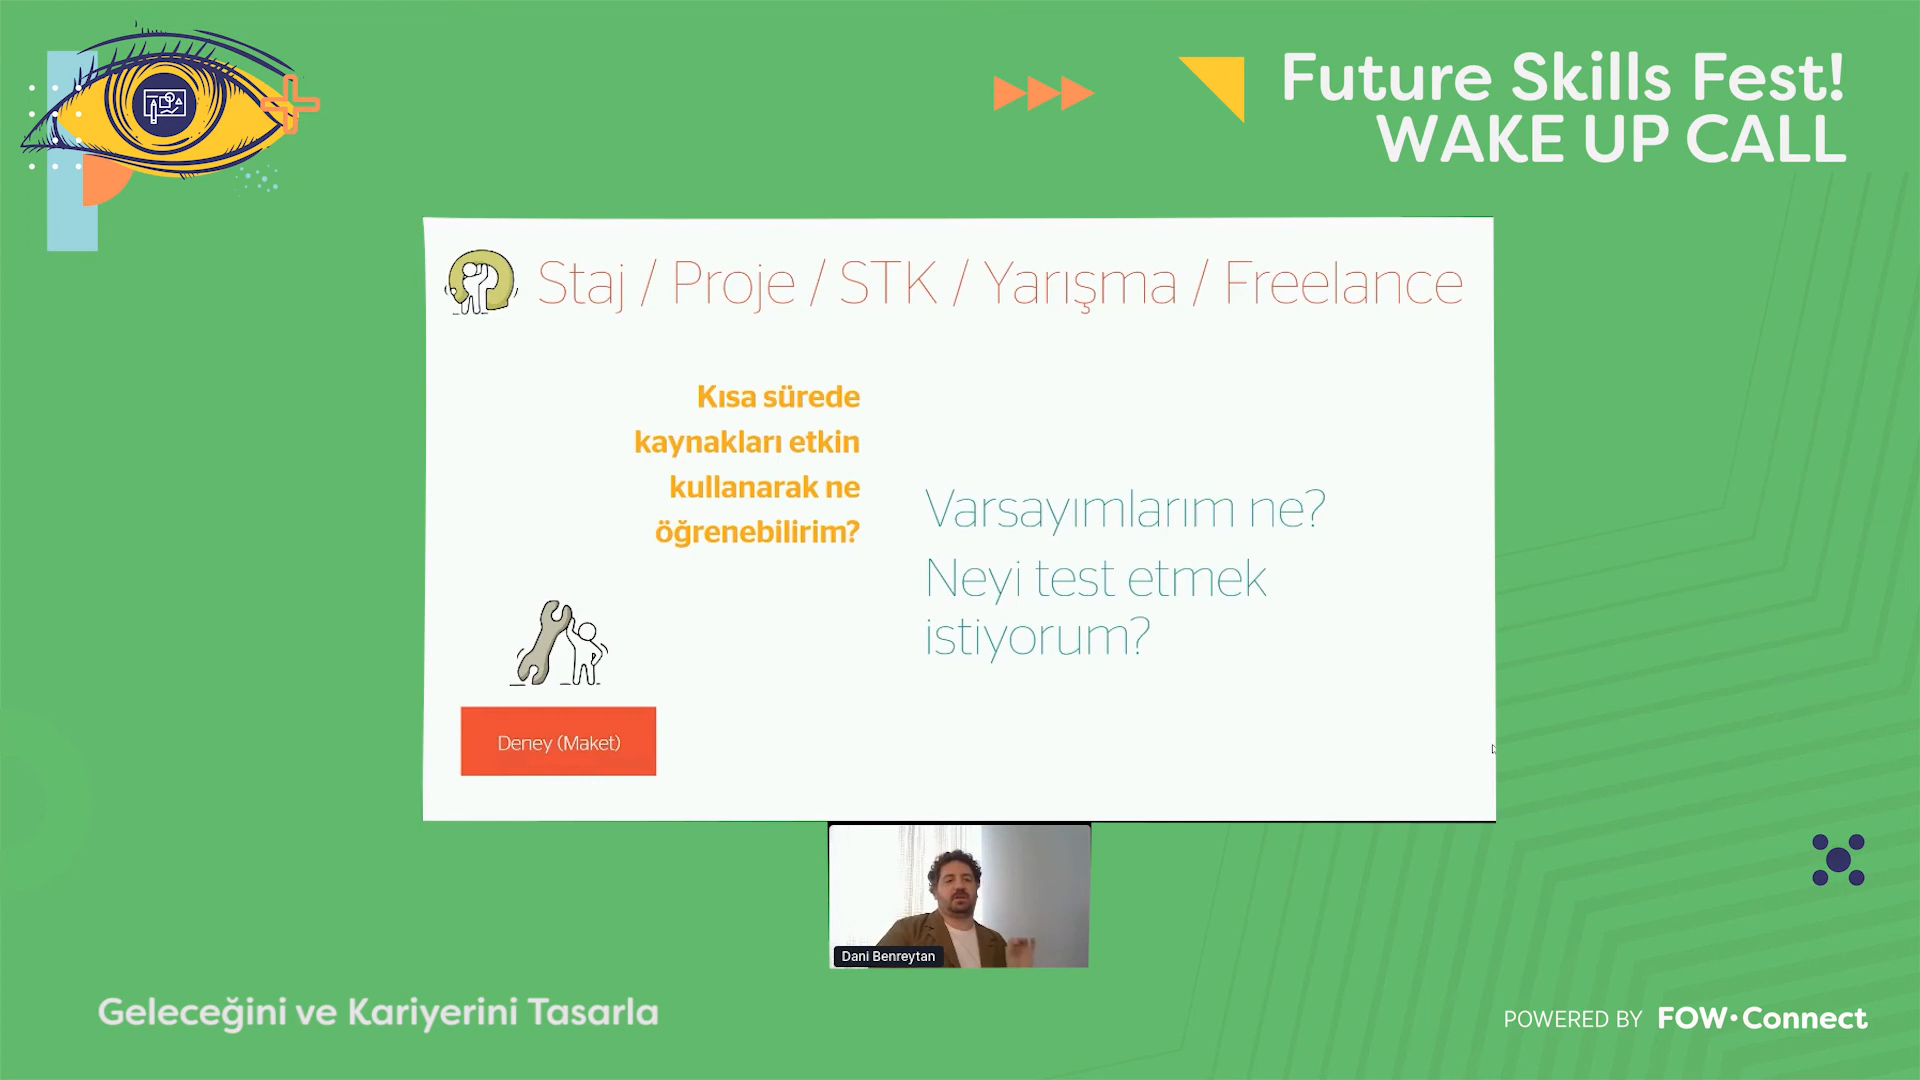 Future Skills Fest!
WAKE UP CALL
Staj / Proje / STK / Yarışma / Freelance
Kısa sürede
kaynakları etkin
kullanarak ne
öğrenebilirim?
Varsayımlarım ne?
Neyi test etmek
istiyorum?
Deney (Maket)
Dani Benreytan
Geleceğini ve Kariyerini Tasarla
POWERED BY FOW·Connect